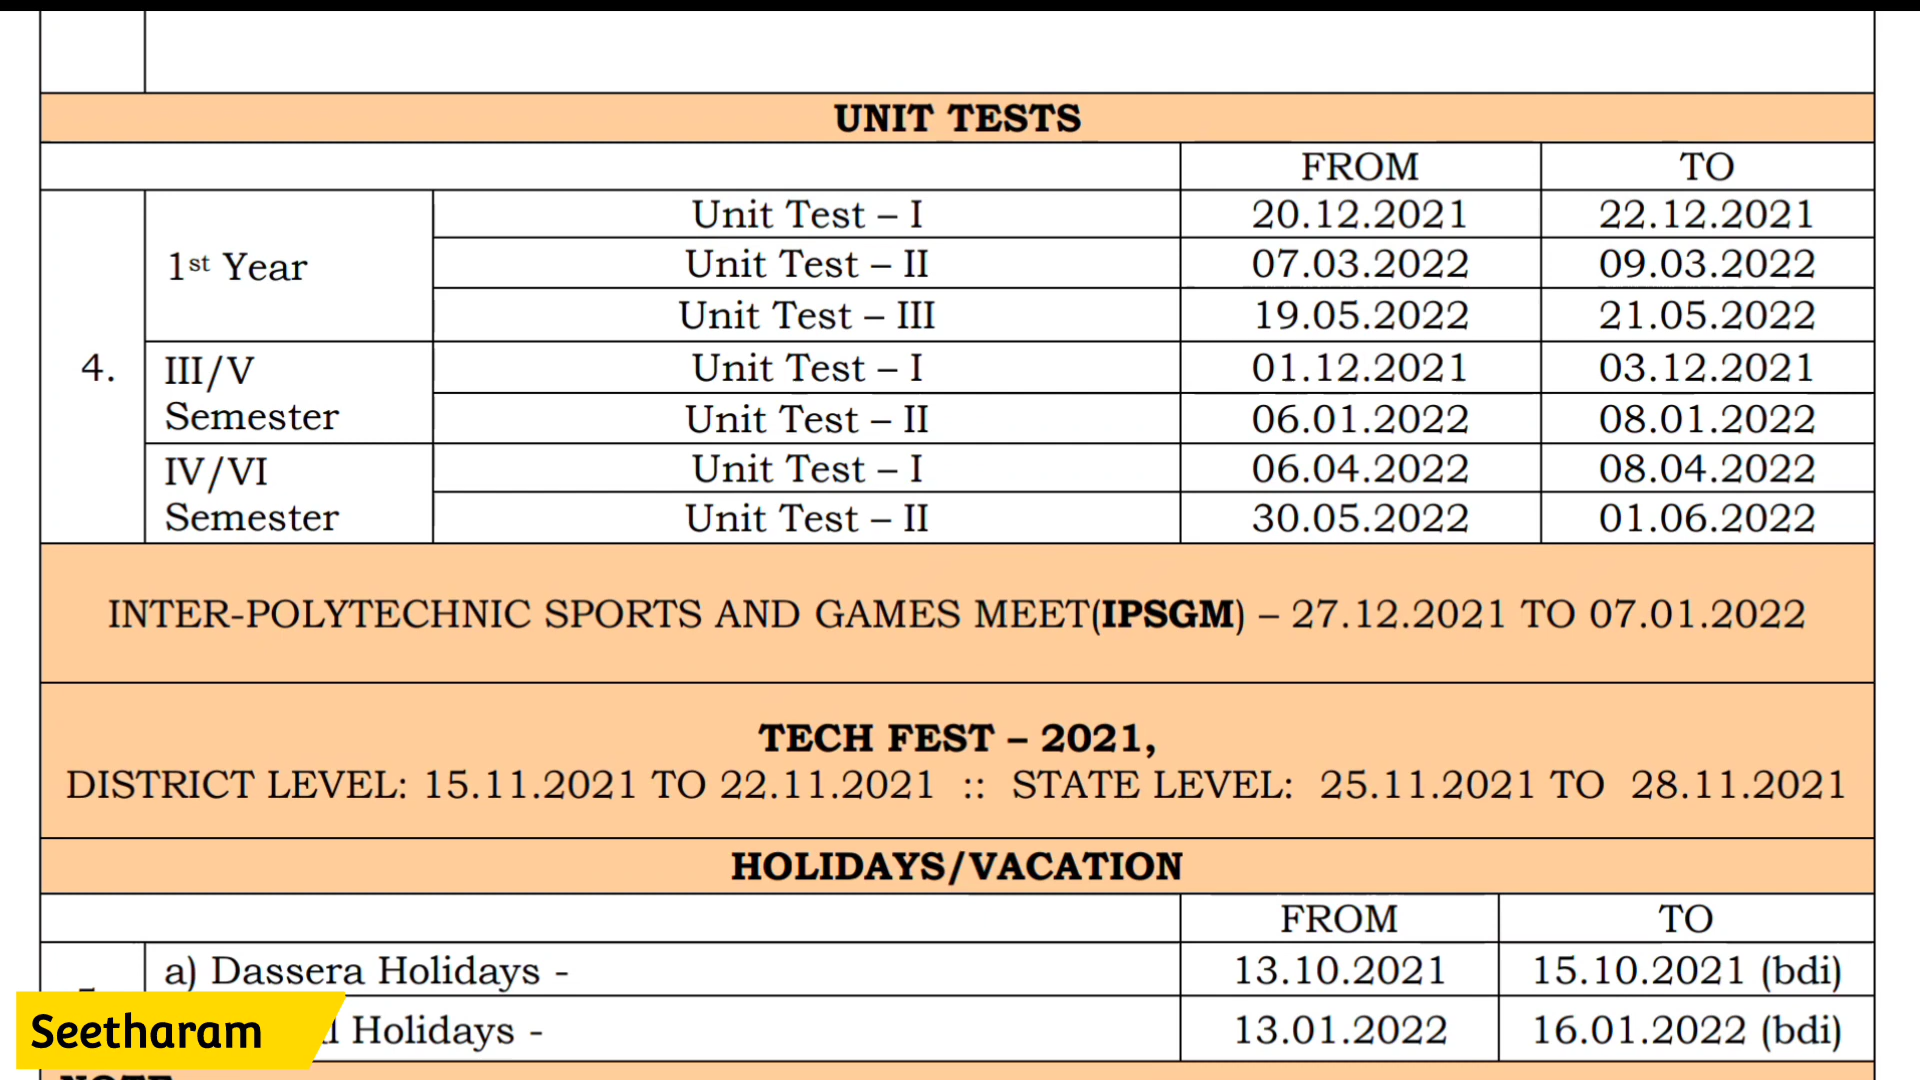 UNIT TESTS
FROM TO
4. 1st Year Unit Test – I 20.12.2021 22.12.2021
Unit Test – II 07.03.2022 09.03.2022
Unit Test – III 19.05.2022 21.05.2022
III/V Semester Unit Test – I 01.12.2021 03.12.2021
Unit Test – II 06.01.2022 08.01.2022
IV/VI Semester Unit Test – I 06.04.2022 08.04.2022
Unit Test – II 30.05.2022 01.06.2022
INTER-POLYTECHNIC SPORTS AND GAMES MEET(IPSGM) – 27.12.2021 TO 07.01.2022
TECH FEST – 2021,
DISTRICT LEVEL: 15.11.2021 TO 22.11.2021 :: STATE LEVEL: 25.11.2021 TO 28.11.2021
HOLIDAYS/VACATION
FROM TO
a) Dassera Holidays - 13.10.2021 15.10.2021 (bdi)
Holidays - 13.01.2022 16.01.2022 (bdi)
Seetharam